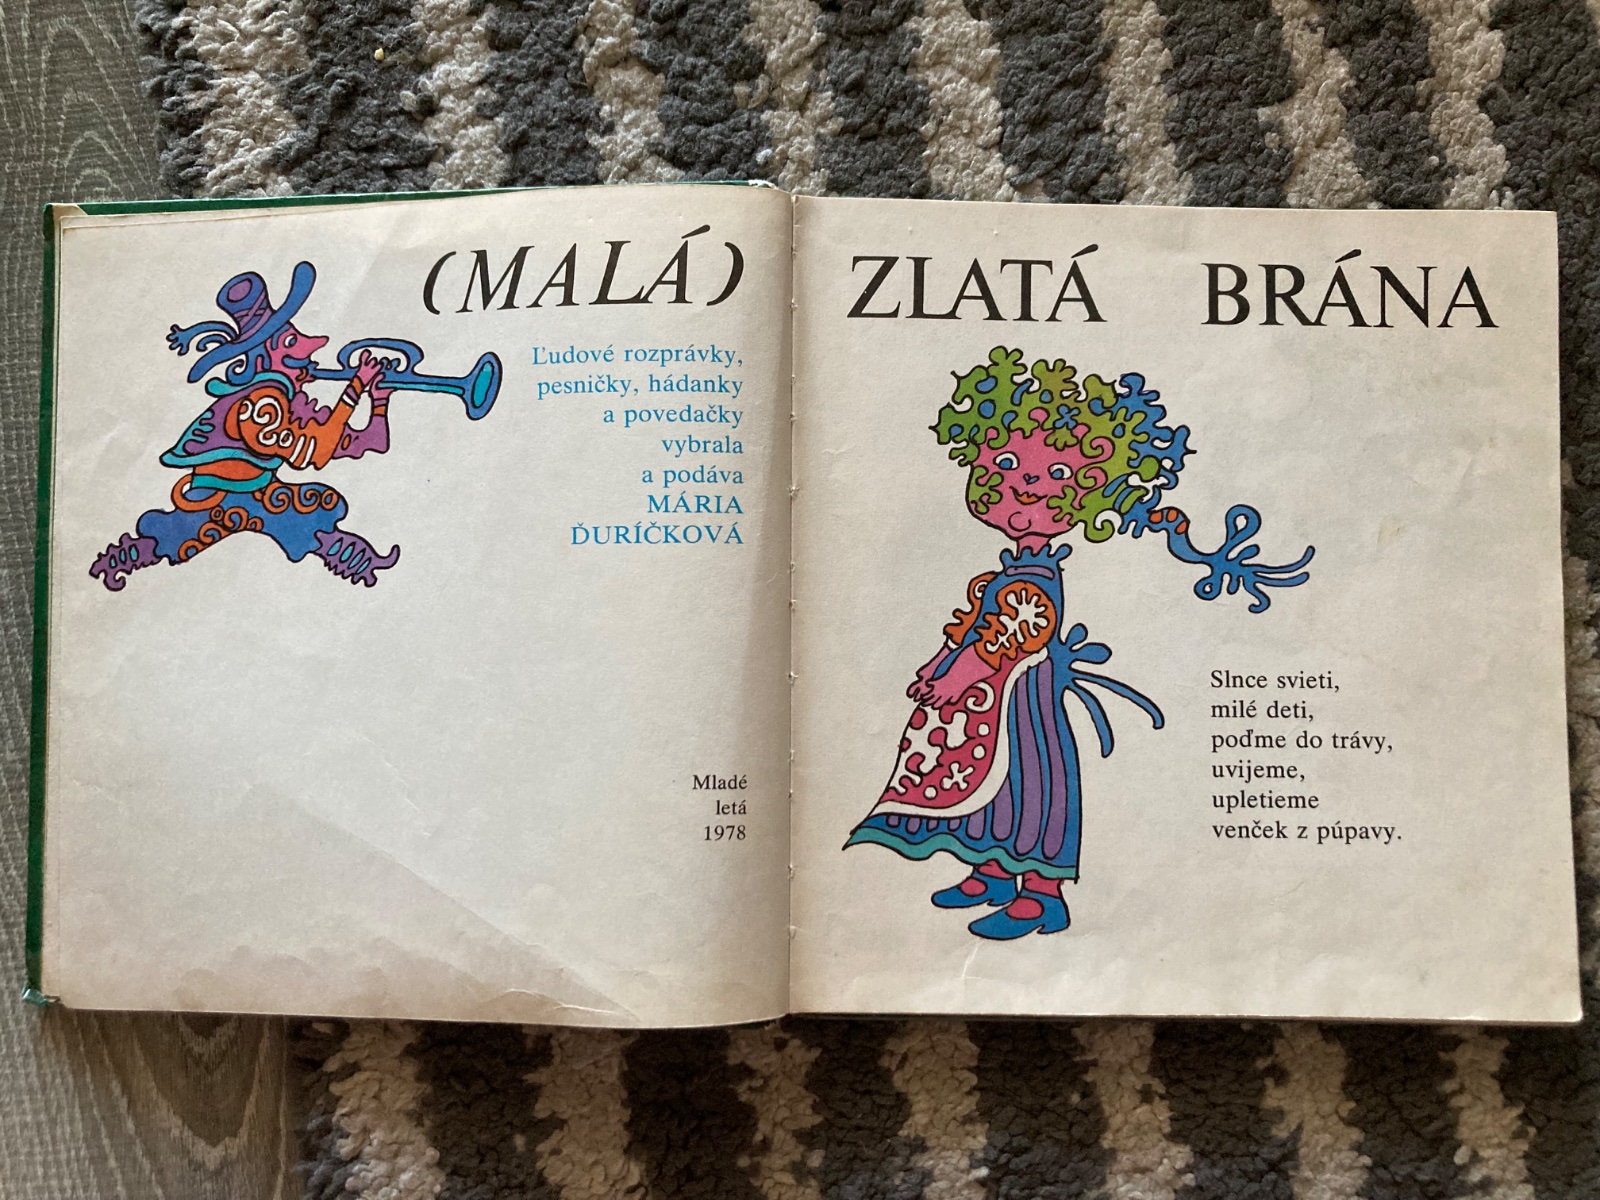 (MALÁ)
Ľudové rozprávky,
pesničky, hádanky
a povedačky
vybrala
a podáva
MÁRIA
ĎURÍČKOVÁ
Mladé
letá
1978
ZLATÁ BRÁNA
Slnce svieti,
milé deti,
poďme do trávy,
uvijeme,
upletieme
venček z púpavy.